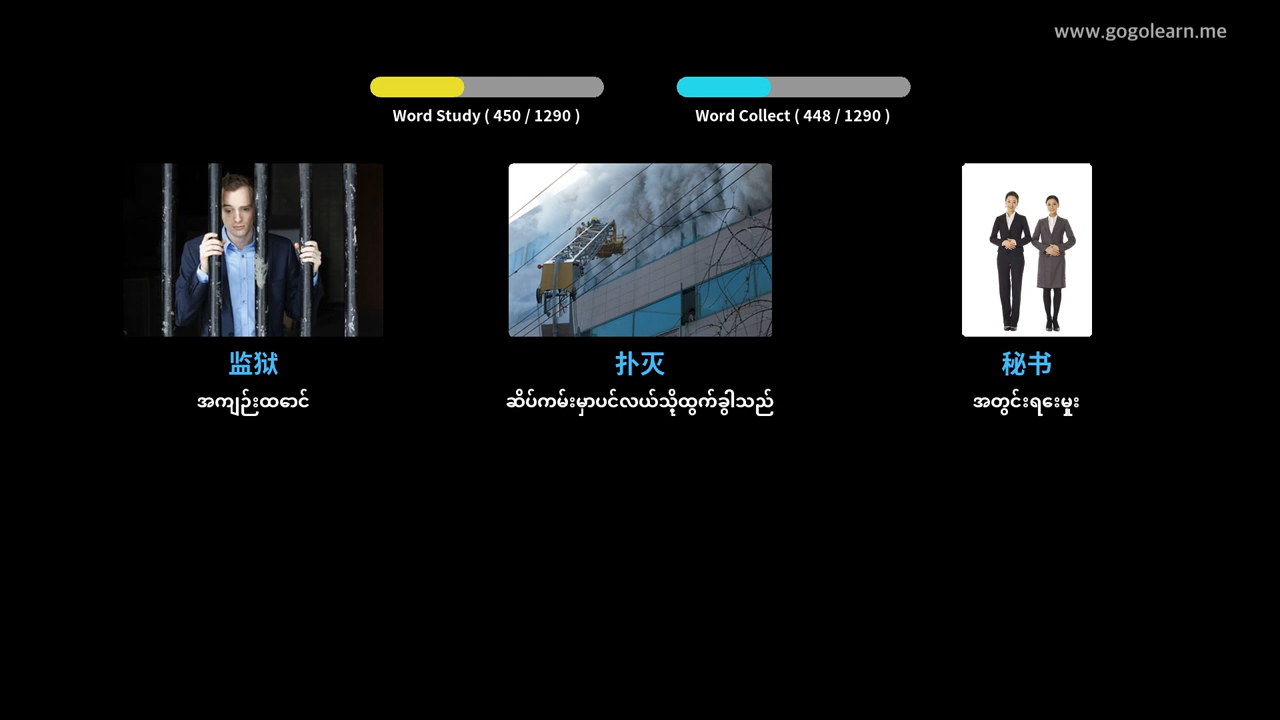 www.gogolearn.me
Word Study ( 450 / 1290 )
Word Collect ( 448 / 1290 )
监狱
扑灭
秘书
အကျဉ်းထောင်
ဆိပ်ကမ်းမှာပင်လယ်သို့ထွက်ခွါသည်
အတွင်းရေးမှူး